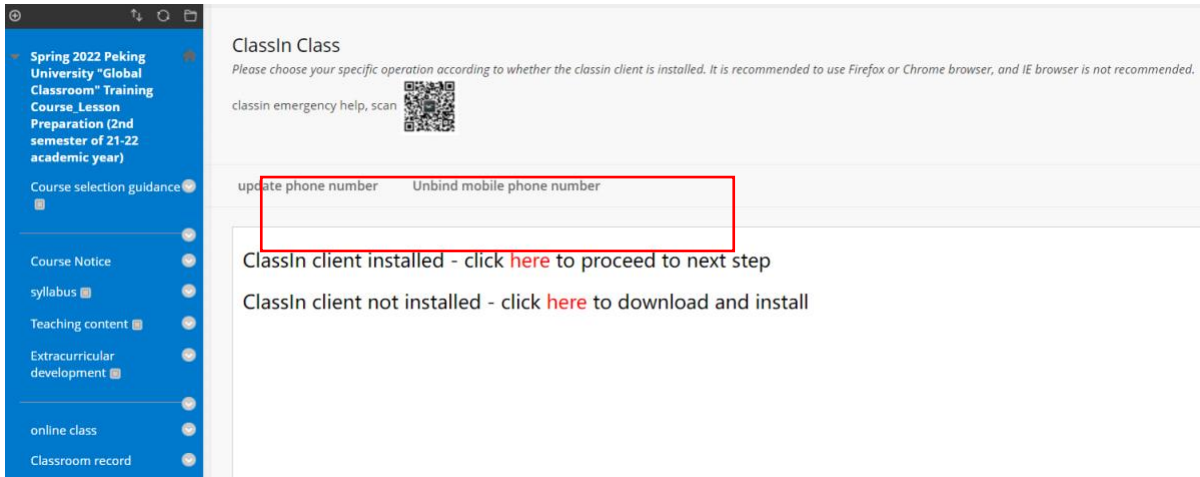 Spring 2022 Peking
University "Global
Classroom" Training
Course_Lesson
Preparation (2nd
semester of 21-22
academic year)
Course selection guidance
Course Notice
syllabus
Teaching content
Extracurricular
development
online class
Classroom record
ClassIn Class
Please choose your specific operation according to whether the classin client is installed. It is recommended to use Firefox or Chrome browser, and IE browser is not recommended.
classin emergency help, scan
update phone number Unbind mobile phone number
ClassIn client installed - click here to proceed to next step
ClassIn client not installed - click here to download and install